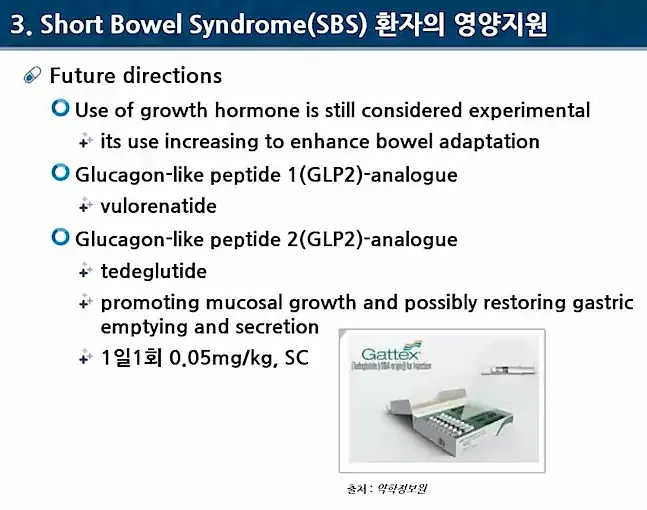 3. Short Bowel Syndrome(SBS) 환자의 영양지원
Future directions
Use of growth hormone is still considered experimental
its use increasing to enhance bowel adaptation
Glucagon-like peptide 1(GLP2)-analogue
vulorenatide
Glucagon-like peptide 2(GLP2)-analogue
tedeglutide
promoting mucosal growth and possibly restoring gastric
emptying and secretion
1일1회 0.05mg/kg, SC
Gattex
for Injection
출처 : 약학정보원